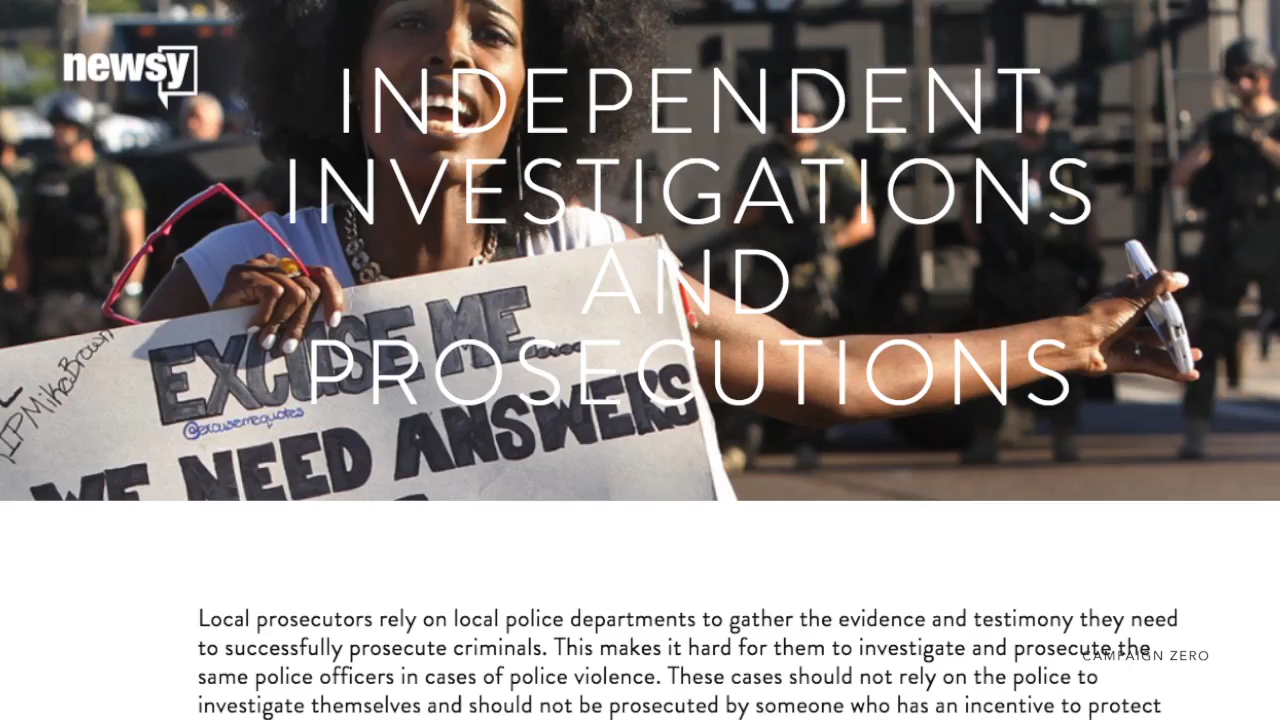 newsy
INDEPENDENT
INVESTIGATIONS
AND
PROSECUTIONS
RIP Mike Brown
EXCUSE ME
@excusemequotes
WE NEED ANSWERS
Local prosecutors rely on local police departments to gather the evidence and testimony they need
to successfully prosecute criminals. This makes it hard for them to investigate and prosecute the
CAMPAIGN ZERO
same police officers in cases of police violence. These cases should not rely on the police to
investigate themselves and should not be prosecuted by someone who has an incentive to protect